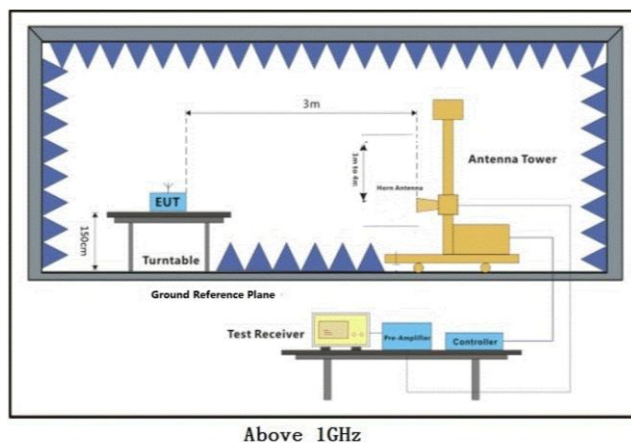 3m
Antenna Tower
1m to 4m
Horn Antenna
EUT
150cm
Turntable
Ground Reference Plane
Test Receiver
Pre-Amplifier
Controller
Above 1GHz